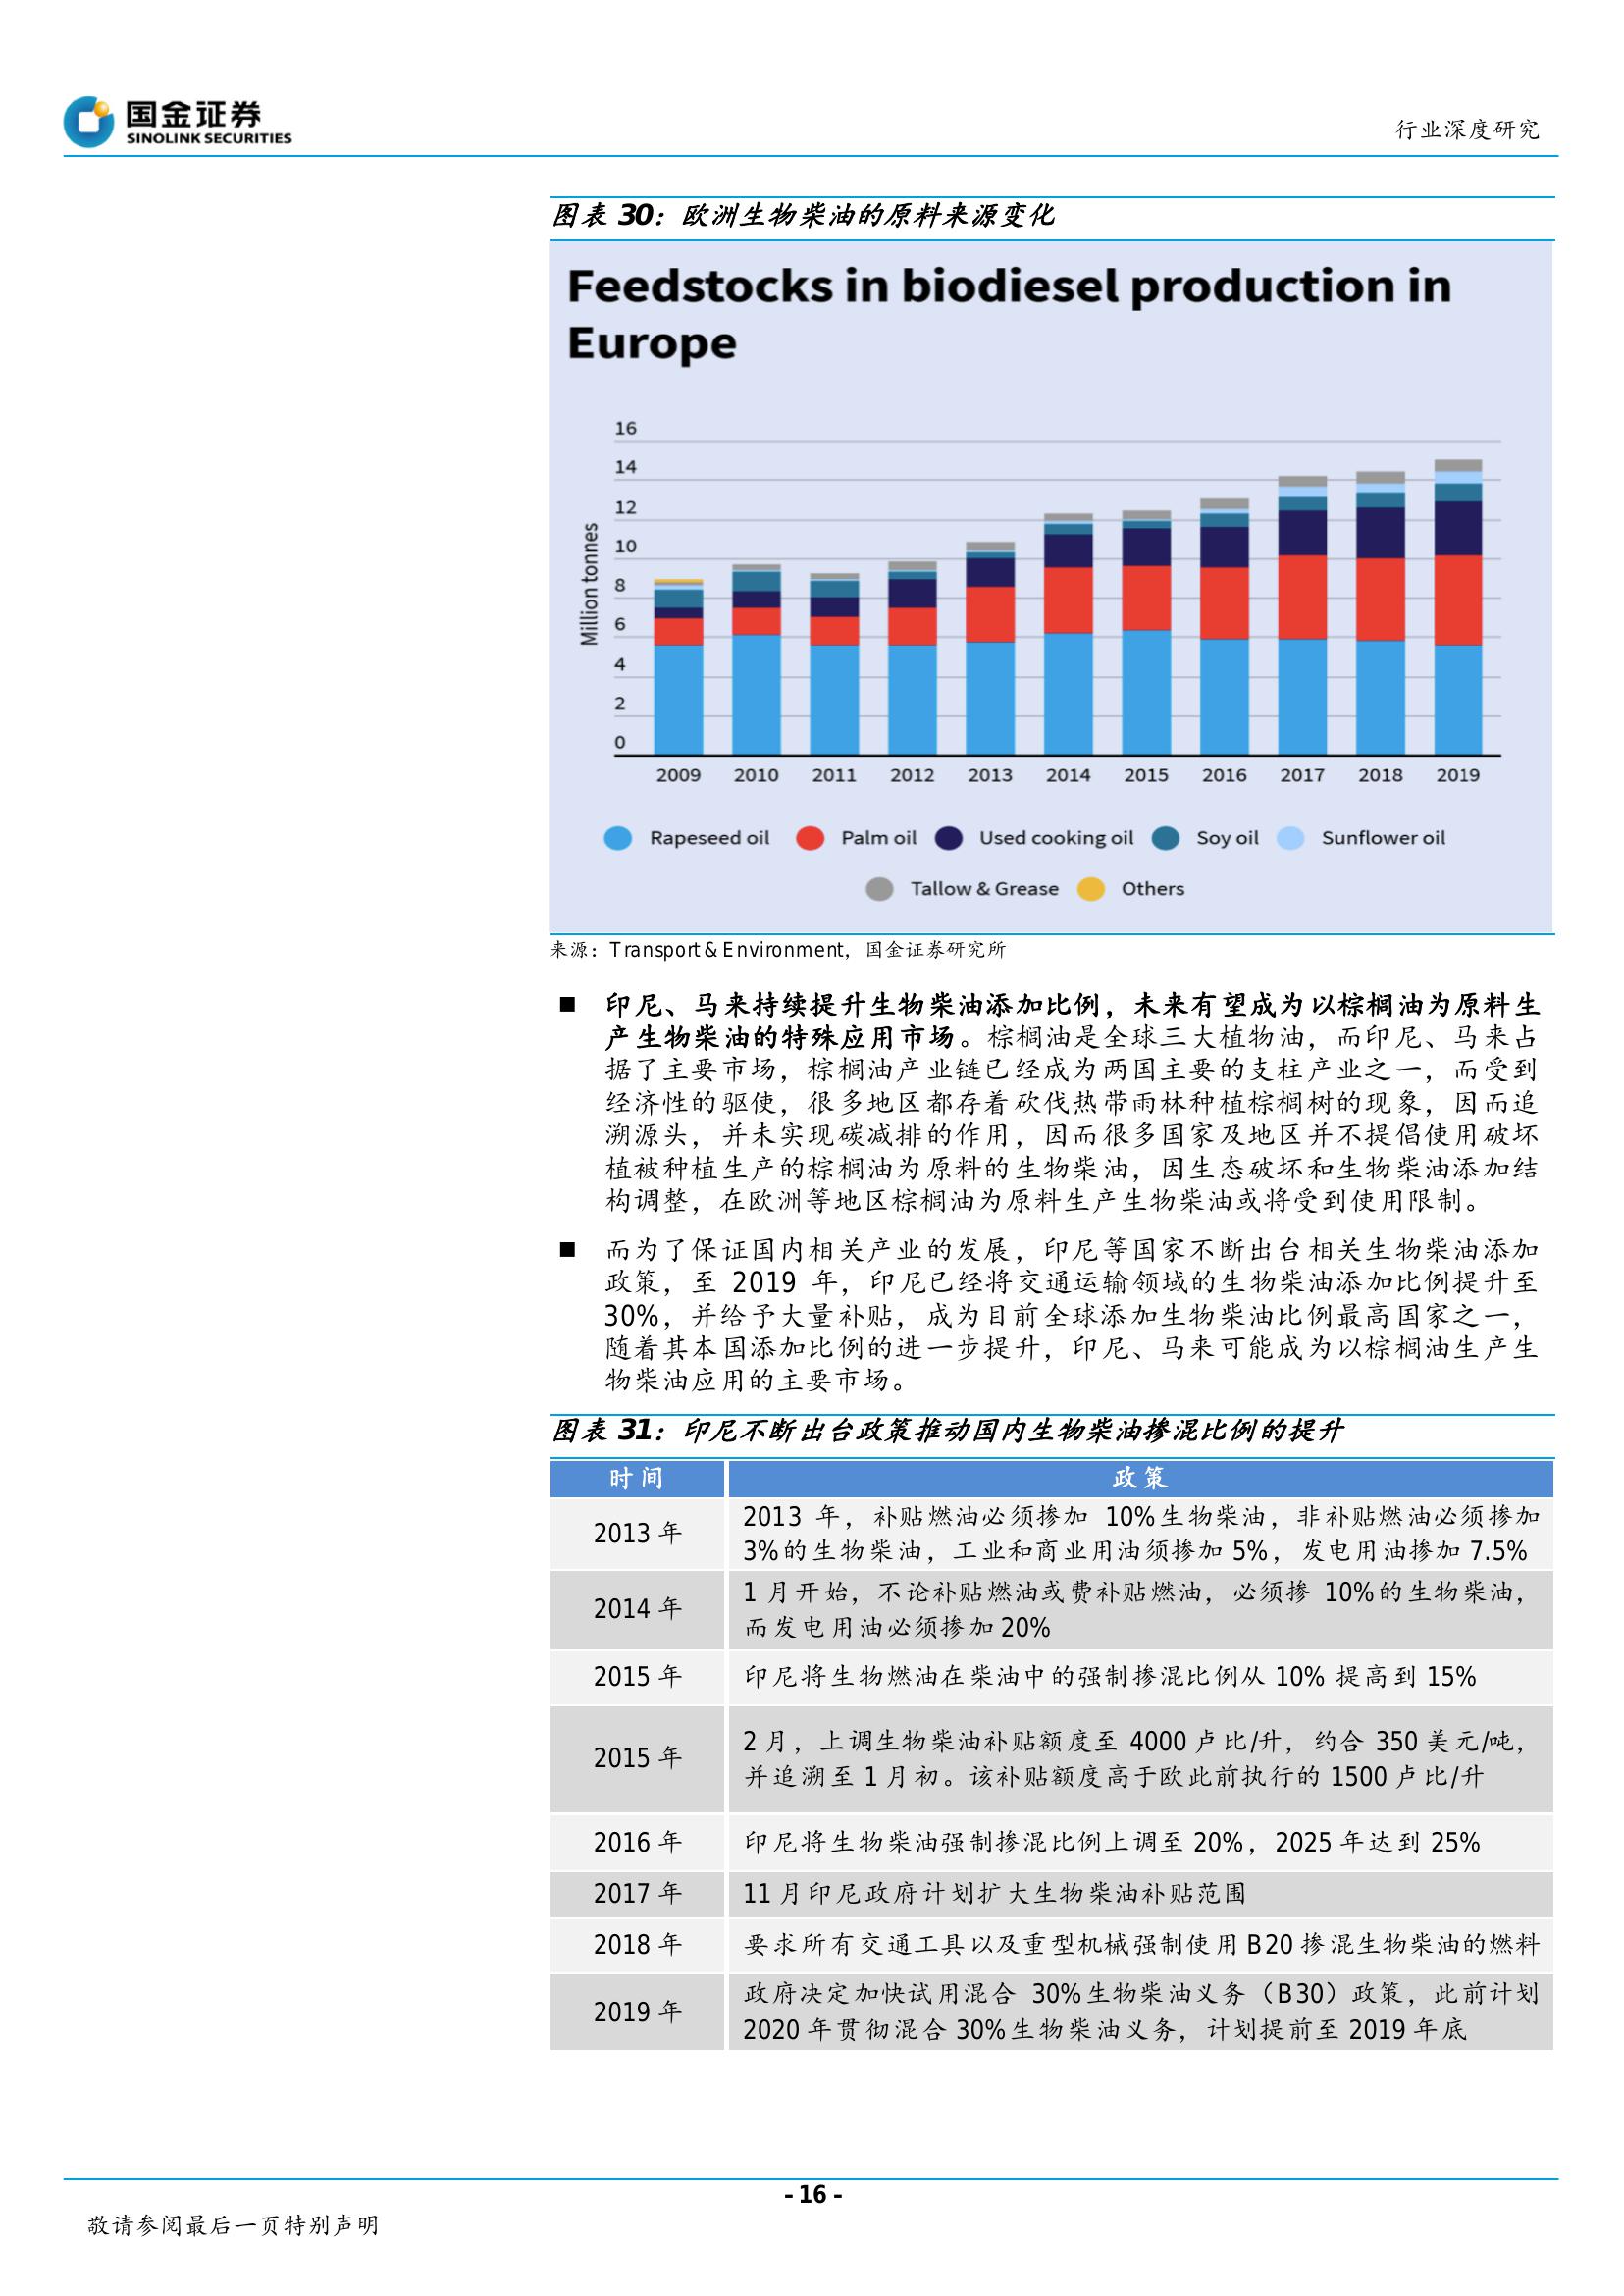 国金证券
SINOLINK SECURITIES
行业深度研究
图表 30：欧洲生物柴油的原料来源变化
Feedstocks in biodiesel production in
Europe
Million tonnes
16
14
12
10
8
6
4
2
0
2009 2010 2011 2012 2013 2014 2015 2016 2017 2018 2019
Rapeseed oil Palm oil Used cooking oil Soy oil Sunflower oil
Tallow & Grease Others
来源：Transport & Environment，国金证券研究所
■ 印尼、马来持续提升生物柴油添加比例，未来有望成为以棕榈油为原料生
产生物柴油的特殊应用市场。棕榈油是全球三大植物油，而印尼、马来占
据了主要市场，棕榈油产业链已经成为两国主要的支柱产业之一，而受到
经济性的驱使，很多地区都存着砍伐热带雨林种植棕榈树的现象，因而追
溯源头，并未实现碳减排的作用，因而很多国家及地区并不提倡使用破坏
植被种植生产的棕榈油为原料的生物柴油，因生态破坏和生物柴油添加结
构调整，在欧洲等地区棕榈油为原料生产生物柴油或将受到使用限制。
■ 而为了保证国内相关产业的发展，印尼等国家不断出台相关生物柴油添加
政策，至 2019 年，印尼已经将交通运输领域的生物柴油添加比例提升至
30%，并给予大量补贴，成为目前全球添加生物柴油比例最高国家之一，
随着其本国添加比例的进一步提升，印尼、马来可能成为以棕榈油生产生
物柴油应用的主要市场。
图表 31：印尼不断出台政策推动国内生物柴油掺混比例的提升
时间 政策
2013 年 2013 年，补贴燃油必须掺加 10%生物柴油，非补贴燃油必须掺加
3%的生物柴油，工业和商业用油须掺加 5%，发电用油掺加 7.5%
2014 年 1 月开始，不论补贴燃油或费补贴燃油，必须掺 10%的生物柴油，
而发电用油必须掺加 20%
2015 年 印尼将生物燃油在柴油中的强制掺混比例从 10% 提高到 15%
2015 年 2 月，上调生物柴油补贴额度至 4000 卢比/升，约合 350 美元/吨，
并追溯至 1 月初。该补贴额度高于欧此前执行的 1500 卢比/升
2016 年 印尼将生物柴油强制掺混比例上调至 20%，2025 年达到 25%
2017 年 11 月印尼政府计划扩大生物柴油补贴范围
2018 年 要求所有交通工具以及重型机械强制使用 B20 掺混生物柴油的燃料
2019 年 政府决定加快试用混合 30%生物柴油义务（B30）政策，此前计划
2020 年贯彻混合 30%生物柴油义务，计划提前至 2019 年底
- 16 -
敬请参阅最后一页特别声明